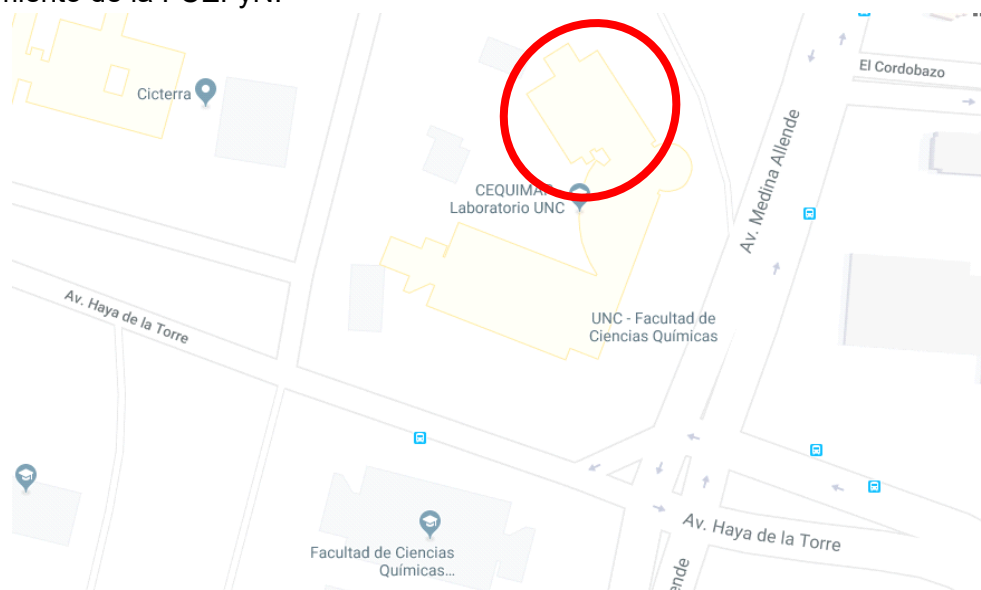 El Cordobazo
Cicterra
Av. Medina Allende
CEQUIMAP
Laboratorio UNC
Av. Haya de la Torre
UNC - Facultad de
Ciencias Químicas
Av. Haya de la Torre
Facultad de Ciencias
Químicas...